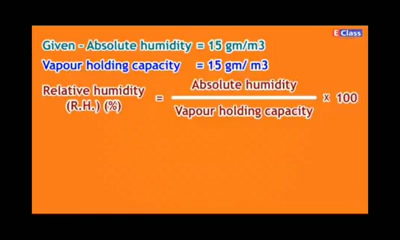 E Class
Given - Absolute humidity = 15 gm/m3
Vapour holding capacity = 15 gm/ m3
Relative humidity (R.H.) (%) = Absolute humidity / Vapour holding capacity x 100